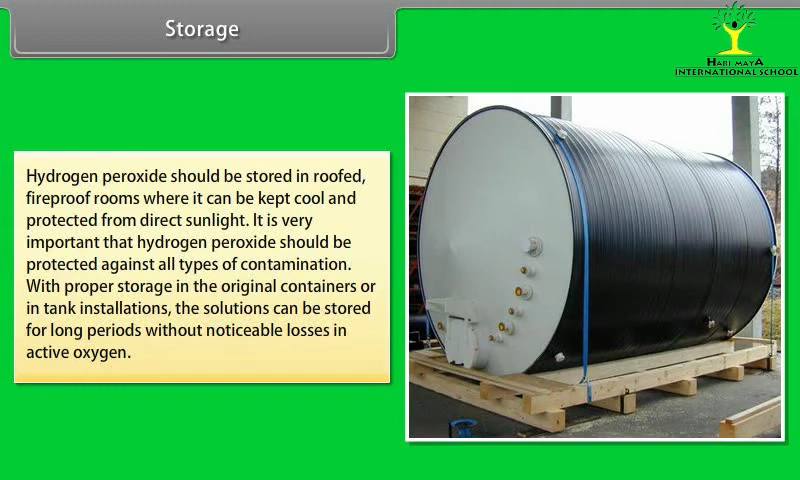 Storage
HARI MAYA
INTERNATIONAL SCHOOL
Hydrogen peroxide should be stored in roofed,
fireproof rooms where it can be kept cool and
protected from direct sunlight. It is very
important that hydrogen peroxide should be
protected against all types of contamination.
With proper storage in the original containers or
in tank installations, the solutions can be stored
for long periods without noticeable losses in
active oxygen.